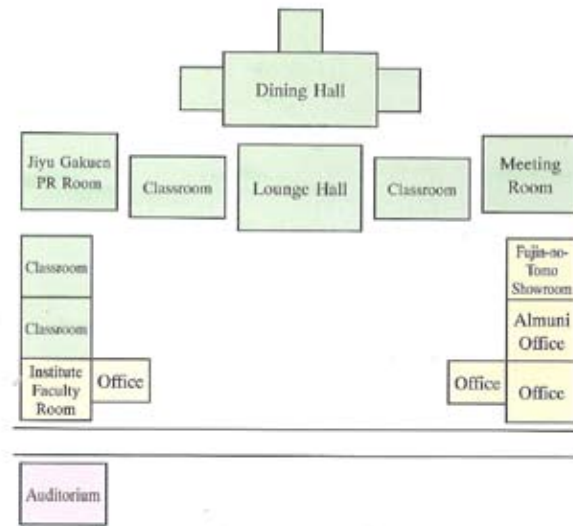 Dining Hall
Jiyu Gakuen
PR Room
Classroom
Lounge Hall
Classroom
Meeting
Room
Classroom
Fujin-no-
Tomo
Showroom
Classroom
Almuni
Office
Institute
Faculty
Room
Office
Office
Office
Auditorium